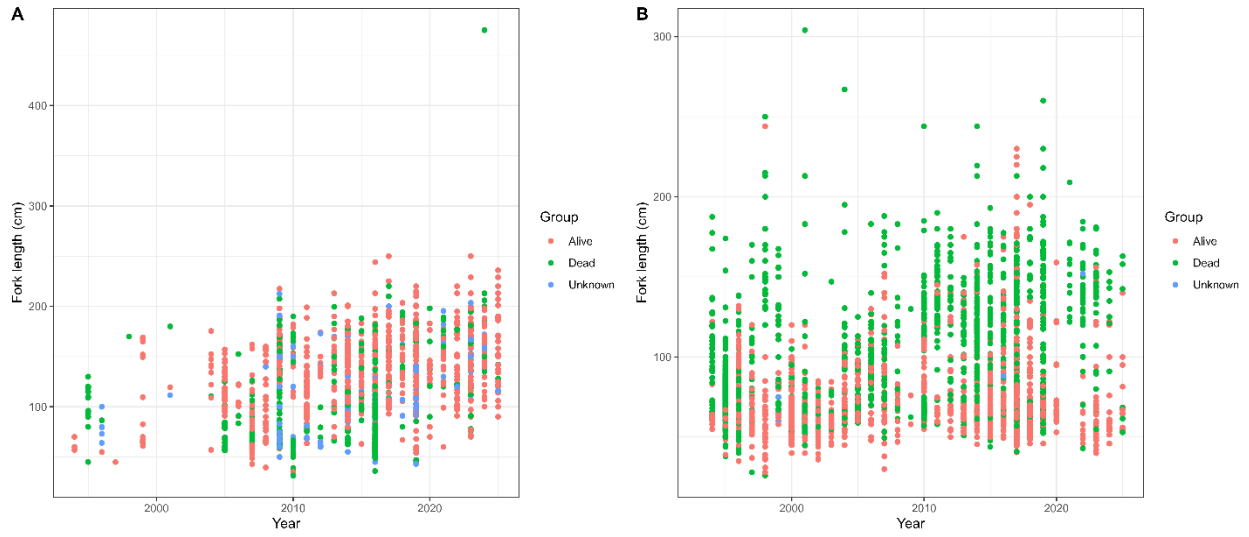 A
Fork length (cm)
400
300
200
100
2000
2010
2020
Year
Group
Alive
Dead
Unknown
B
Fork length (cm)
300
200
100
2000
2010
2020
Year
Group
Alive
Dead
Unknown